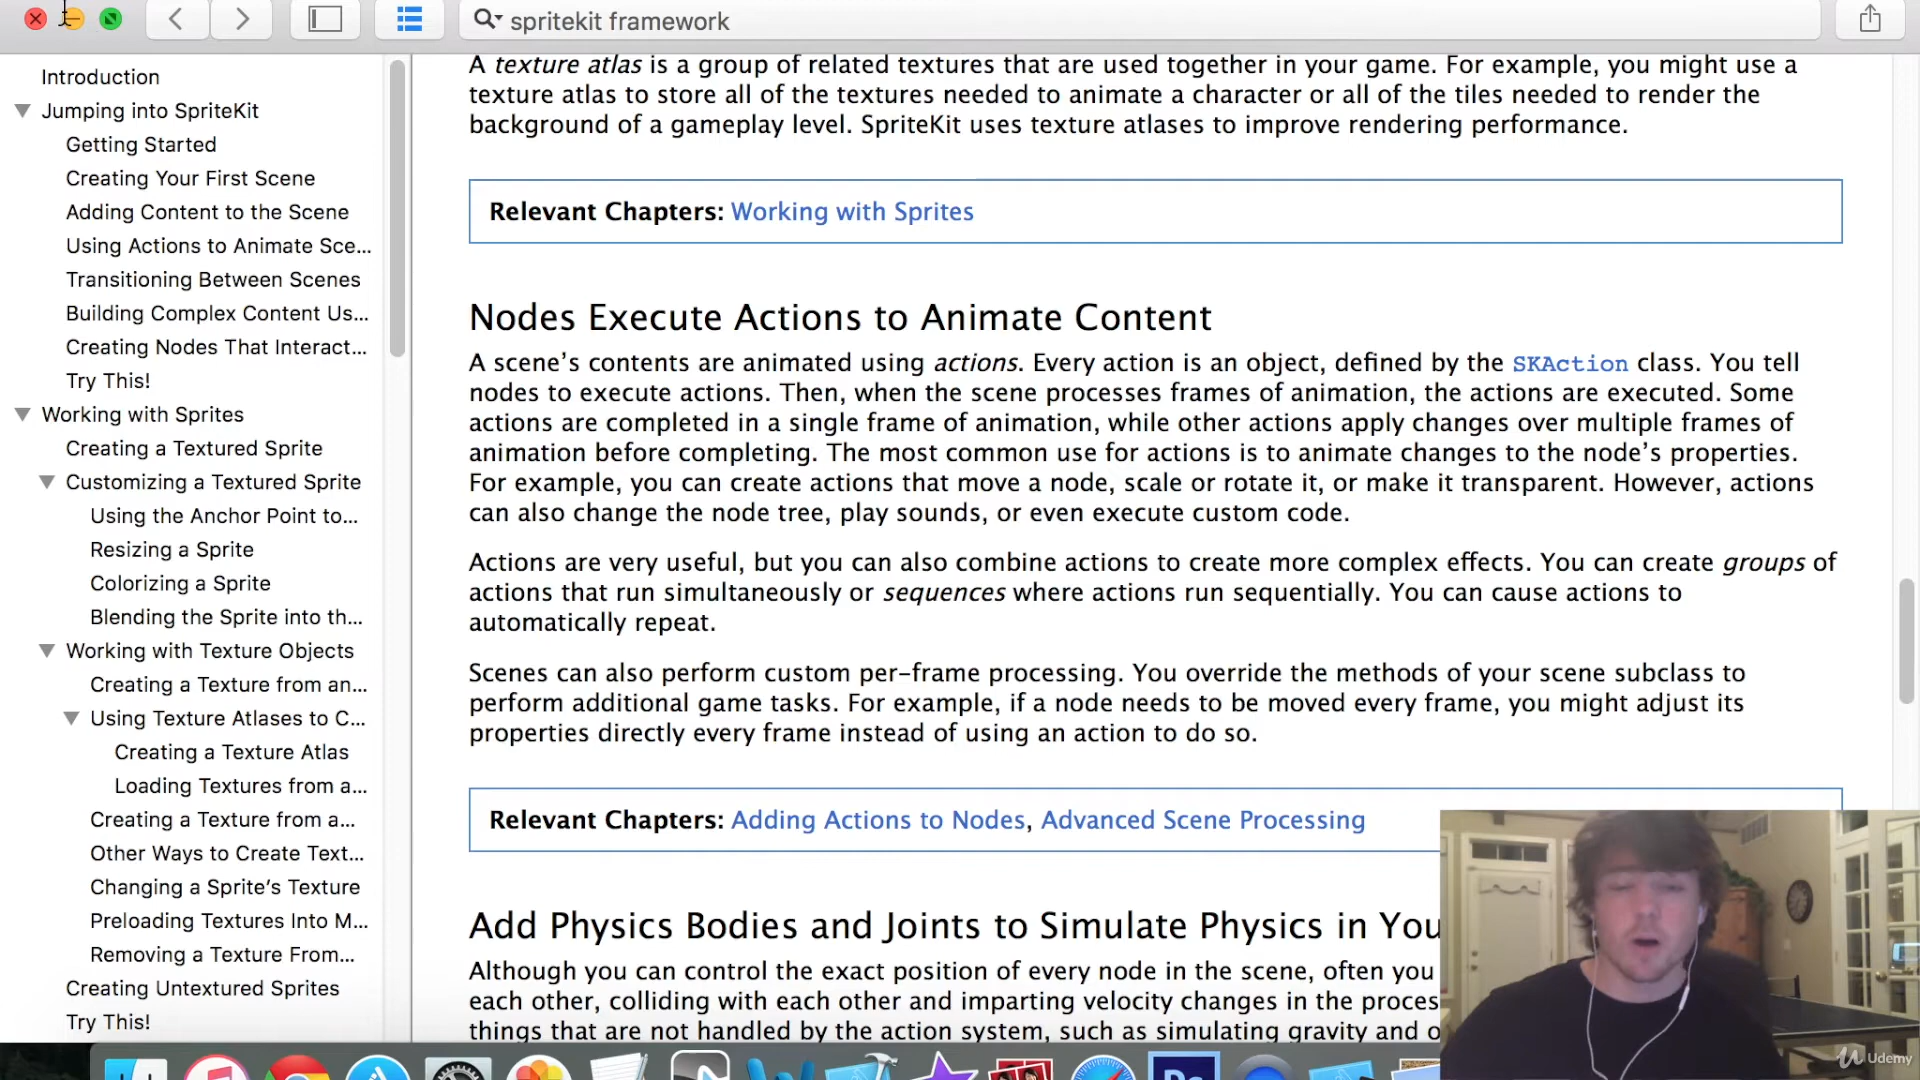 spritekit framework
Introduction
Jumping into SpriteKit
Getting Started
Creating Your First Scene
Adding Content to the Scene
Using Actions to Animate Sce...
Transitioning Between Scenes
Building Complex Content Us...
Creating Nodes That Interact...
Try This!
Working with Sprites
Creating a Textured Sprite
Customizing a Textured Sprite
Using the Anchor Point to...
Resizing a Sprite
Colorizing a Sprite
Blending the Sprite into th...
Working with Texture Objects
Creating a Texture from an...
Using Texture Atlases to C...
Creating a Texture Atlas
Loading Textures from a...
Creating a Texture from a...
Other Ways to Create Text...
Changing a Sprite’s Texture
Preloading Textures Into M...
Removing a Texture From...
Creating Untextured Sprites
Try This!
A texture atlas is a group of related textures that are used together in your game. For example, you might use a
texture atlas to store all of the textures needed to animate a character or all of the tiles needed to render the
background of a gameplay level. SpriteKit uses texture atlases to improve rendering performance.
Relevant Chapters: Working with Sprites
Nodes Execute Actions to Animate Content
A scene’s contents are animated using actions. Every action is an object, defined by the SKAction class. You tell
nodes to execute actions. Then, when the scene processes frames of animation, the actions are executed. Some
actions are completed in a single frame of animation, while other actions apply changes over multiple frames of
animation before completing. The most common use for actions is to animate changes to the node’s properties.
For example, you can create actions that move a node, scale or rotate it, or make it transparent. However, actions
can also change the node tree, play sounds, or even execute custom code.
Actions are very useful, but you can also combine actions to create more complex effects. You can create groups of
actions that run simultaneously or sequences where actions run sequentially. You can cause actions to
automatically repeat.
Scenes can also perform custom per-frame processing. You override the methods of your scene subclass to
perform additional game tasks. For example, if a node needs to be moved every frame, you might adjust its
properties directly every frame instead of using an action to do so.
Relevant Chapters: Adding Actions to Nodes, Advanced Scene Processing
Add Physics Bodies and Joints to Simulate Physics in You
Although you can control the exact position of every node in the scene, often you
each other, colliding with each other and imparting velocity changes in the proces
things that are not handled by the action system, such as simulating gravity and o
Ps
Udemy